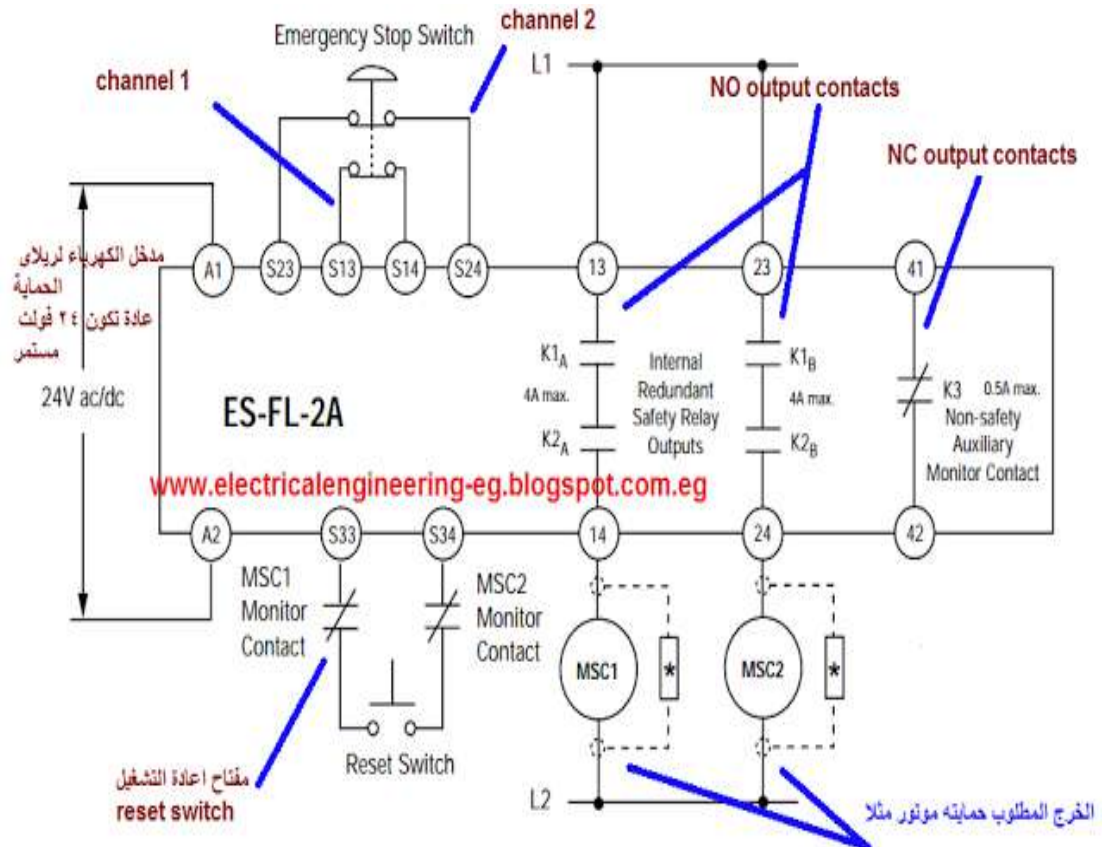 channel 2
Emergency Stop Switch
channel 1
L1
NO output contacts
NC output contacts
مدخل الكهرباء لريلاى
الحماية
عادة تكون ٢٤ فولت
مستمر
24V ac/dc
A1
S23
S13
S14
S24
13
23
41
K1A
4A max.
K2A
Internal
Redundant
Safety Relay
Outputs
K1B
4A max.
K2B
K3 0.5A max.
Non-safety
Auxiliary
Monitor Contact
ES-FL-2A
www.electricalengineering-eg.blogspot.com.eg
A2
S33
S34
14
24
42
MSC1
Monitor
Contact
MSC2
Monitor
Contact
MSC1
*
MSC2
*
Reset Switch
مفتاح اعادة التشغيل
reset switch
L2
الخرج المطلوب حمايته موتور مثلا